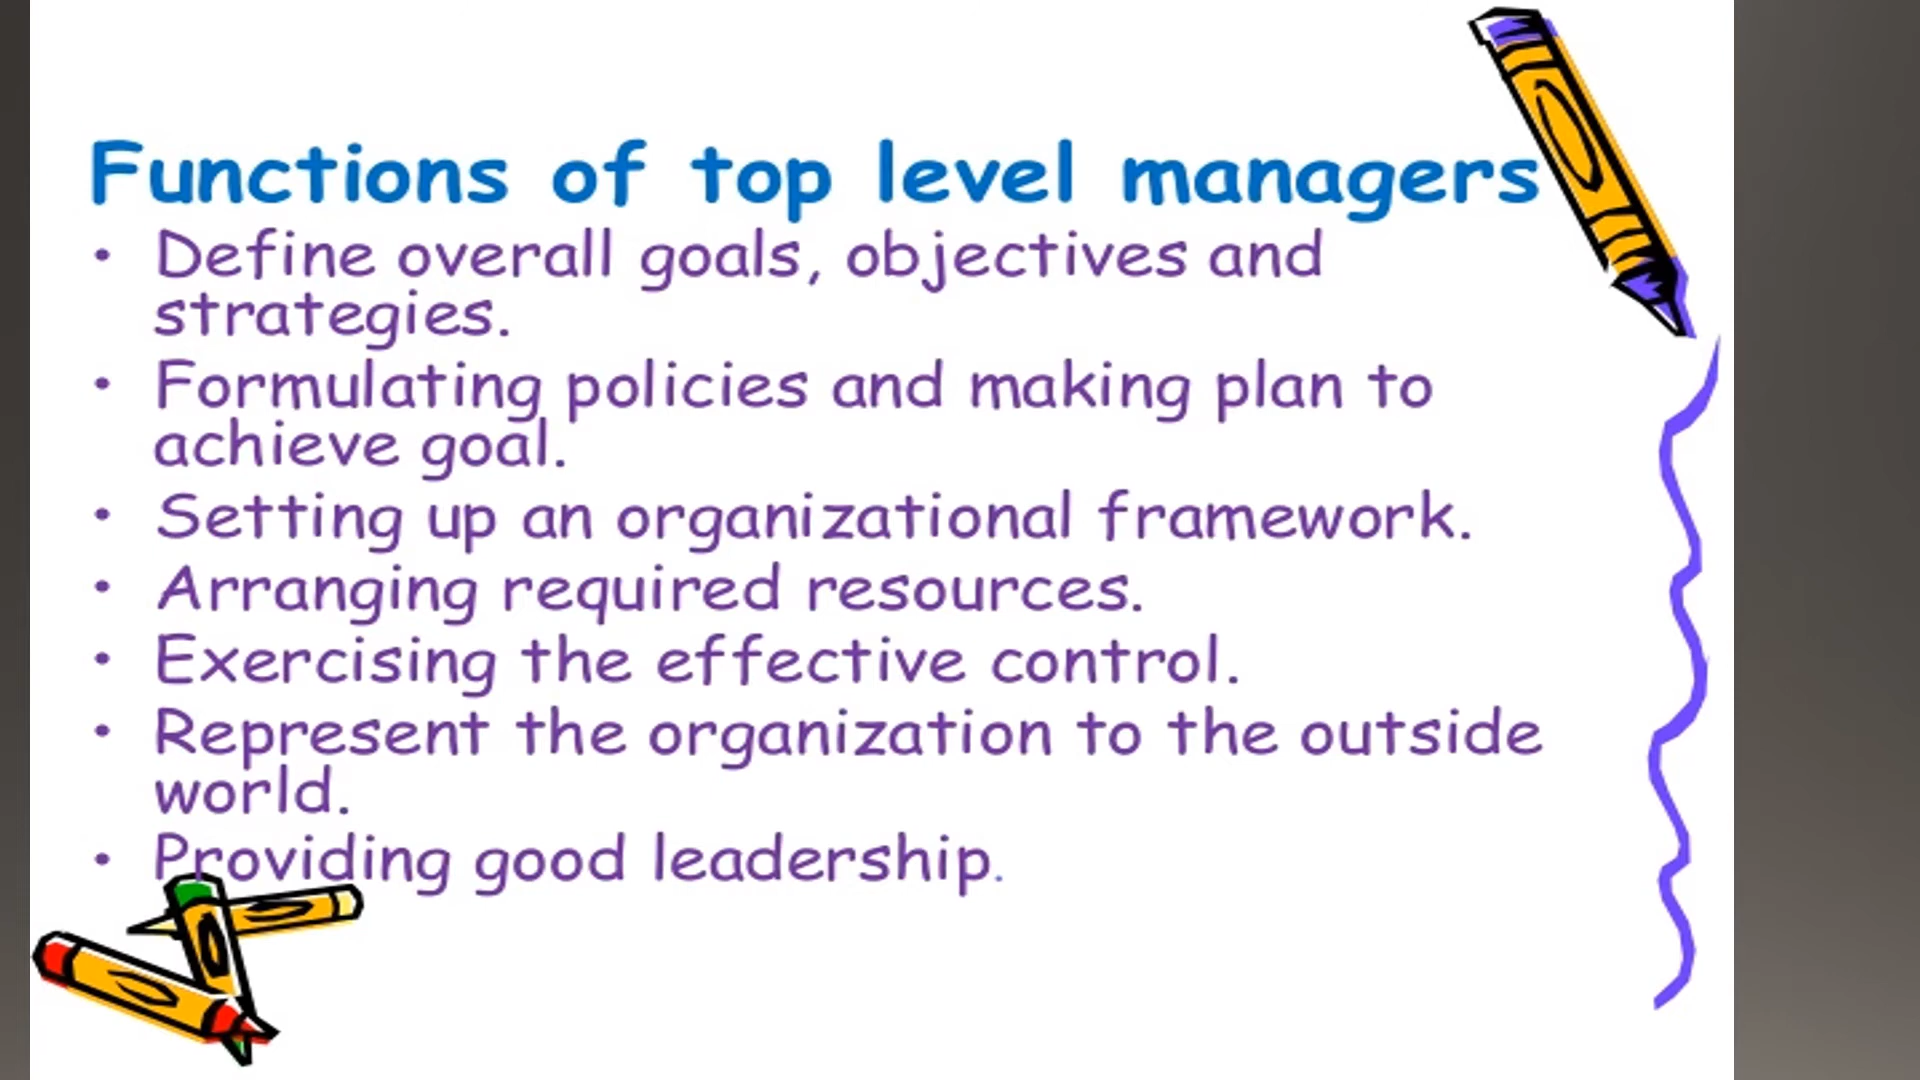 Functions of top level managers
• Define overall goals, objectives and
strategies.
• Formulating policies and making plan to
achieve goal.
• Setting up an organizational framework.
• Arranging required resources.
• Exercising the effective control.
• Represent the organization to the outside
world.
• Providing good leadership.